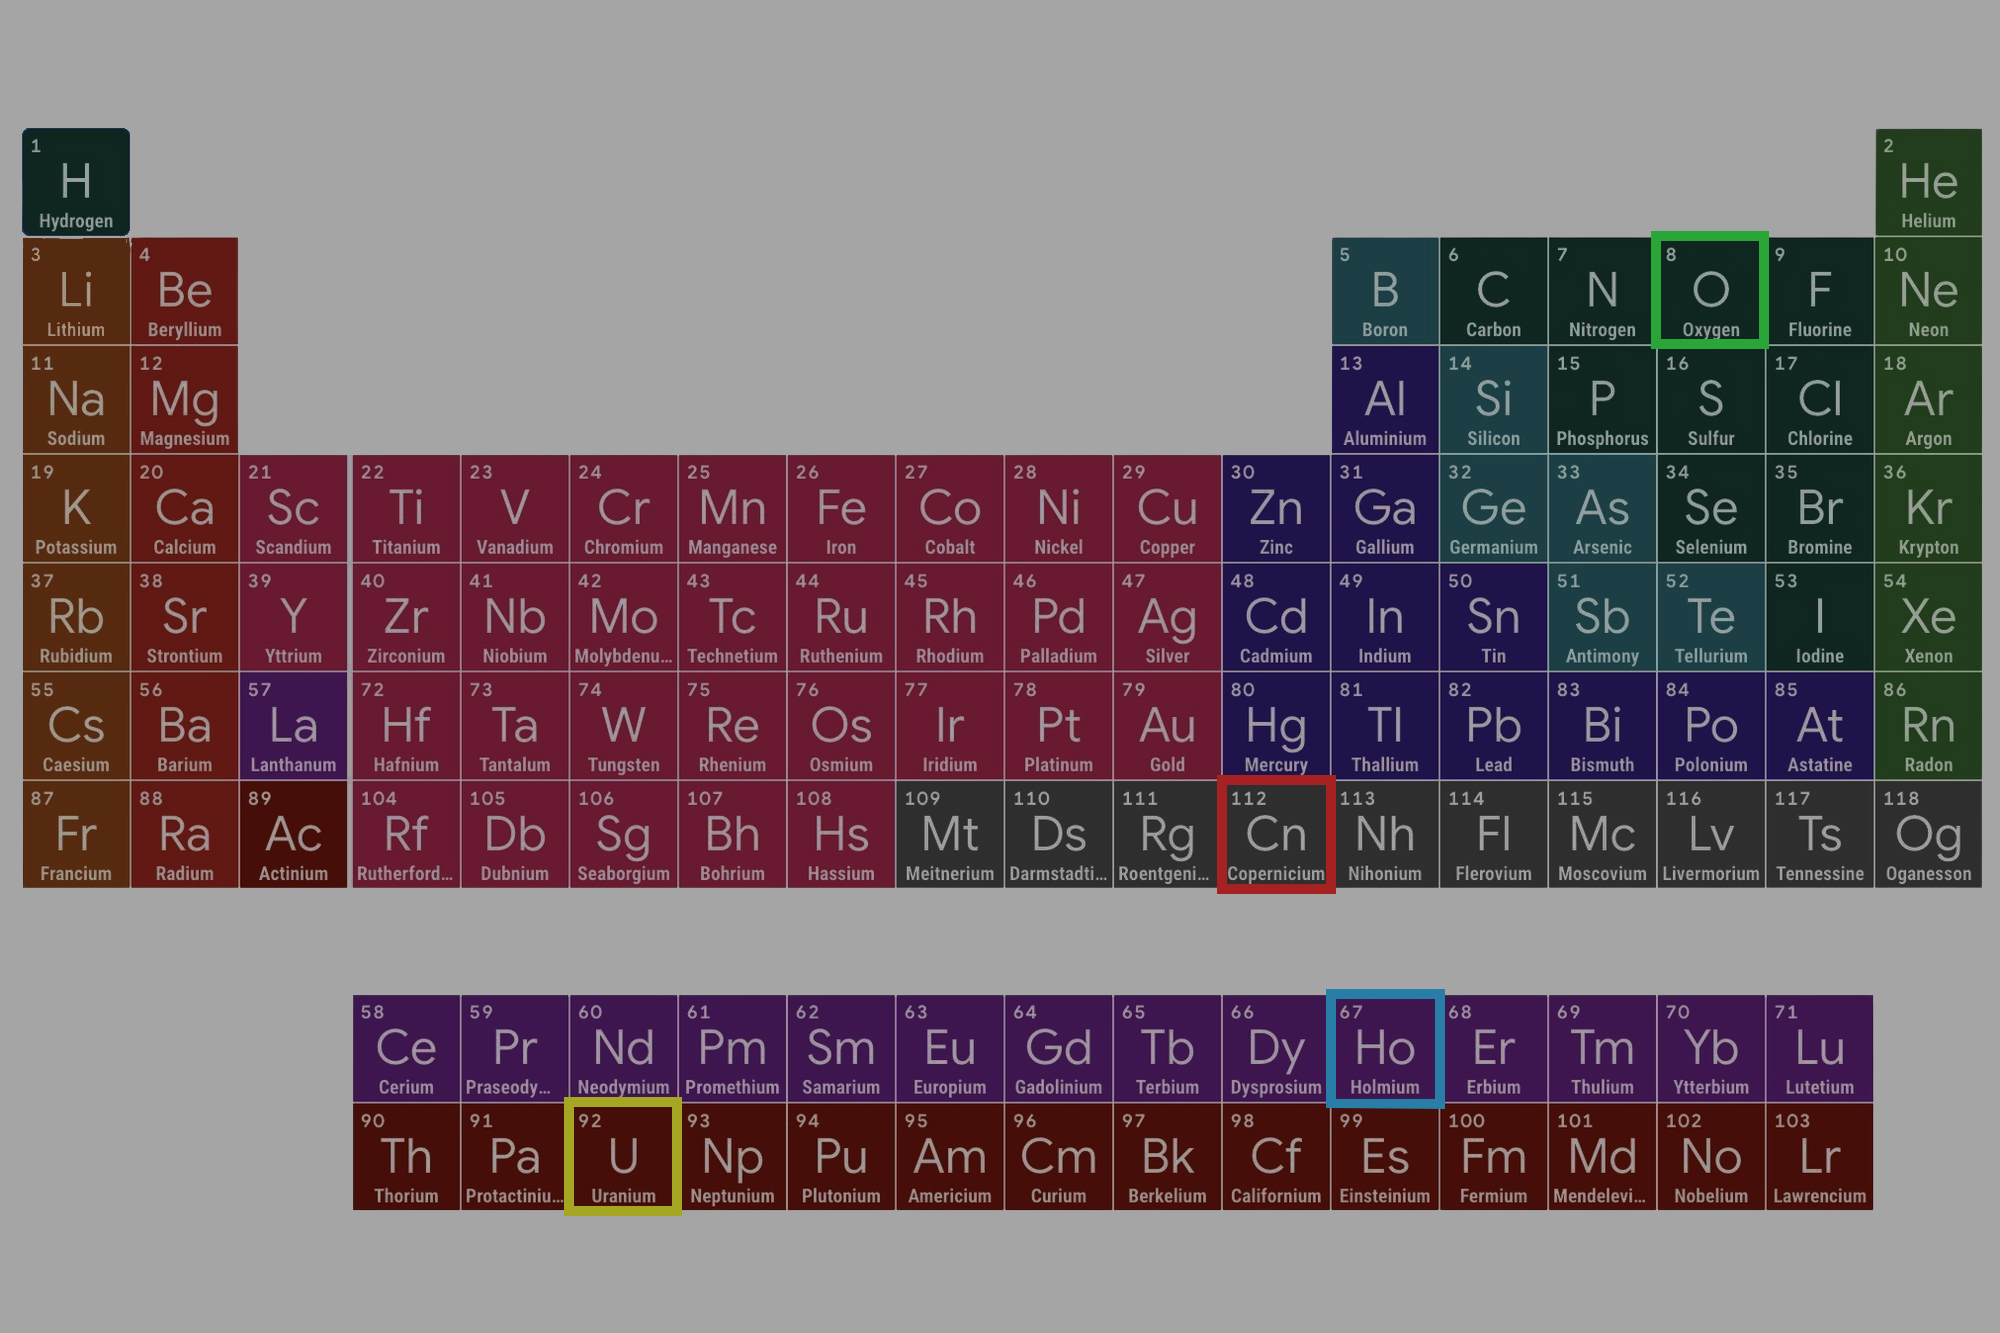 1 2
H He
Hydrogen Helium
3 4 5 6 7 8 9 10
Li Be B C N O F Ne
Lithium Beryllium Boron Carbon Nitrogen Oxygen Fluorine Neon
11 12 13 14 15 16 17 18
Na Mg Al Si P S Cl Ar
Sodium Magnesium Aluminium Silicon Phosphorus Sulfur Chlorine Argon
19 20 21 22 23 24 25 26 27 28 29 30 31 32 33 34 35 36
K Ca Sc Ti V Cr Mn Fe Co Ni Cu Zn Ga Ge As Se Br Kr
Potassium Calcium Scandium Titanium Vanadium Chromium Manganese Iron Cobalt Nickel Copper Zinc Gallium Germanium Arsenic Selenium Bromine Krypton
37 38 39 40 41 42 43 44 45 46 47 48 49 50 51 52 53 54
Rb Sr Y Zr Nb Mo Tc Ru Rh Pd Ag Cd In Sn Sb Te I Xe
Rubidium Strontium Yttrium Zirconium Niobium Molybdenu... Technetium Ruthenium Rhodium Palladium Silver Cadmium Indium Tin Antimony Tellurium Iodine Xenon
55 56 57 72 73 74 75 76 77 78 79 80 81 82 83 84 85 86
Cs Ba La Hf Ta W Re Os Ir Pt Au Hg Tl Pb Bi Po At Rn
Caesium Barium Lanthanum Hafnium Tantalum Tungsten Rhenium Osmium Iridium Platinum Gold Mercury Thallium Lead Bismuth Polonium Astatine Radon
87 88 89 104 105 106 107 108 109 110 111 112 113 114 115 116 117 118
Fr Ra Ac Rf Db Sg Bh Hs Mt Ds Rg Cn Nh Fl Mc Lv Ts Og
Francium Radium Actinium Rutherford... Dubnium Seaborgium Bohrium Hassium Meitnerium Darmstadti... Roentgeni... Copernicium Nihonium Flerovium Moscovium Livermorium Tennessine Oganesson
58 59 60 61 62 63 64 65 66 67 68 69 70 71
Ce Pr Nd Pm Sm Eu Gd Tb Dy Ho Er Tm Yb Lu
Cerium Praseody... Neodymium Promethium Samarium Europium Gadolinium Terbium Dysprosium Holmium Erbium Thulium Ytterbium Lutetium
90 91 92 93 94 95 96 97 98 99 100 101 102 103
Th Pa U Np Pu Am Cm Bk Cf Es Fm Md No Lr
Thorium Protactiniu... Uranium Neptunium Plutonium Americium Curium Berkelium Californium Einsteinium Fermium Mendelevi... Nobelium Lawrencium